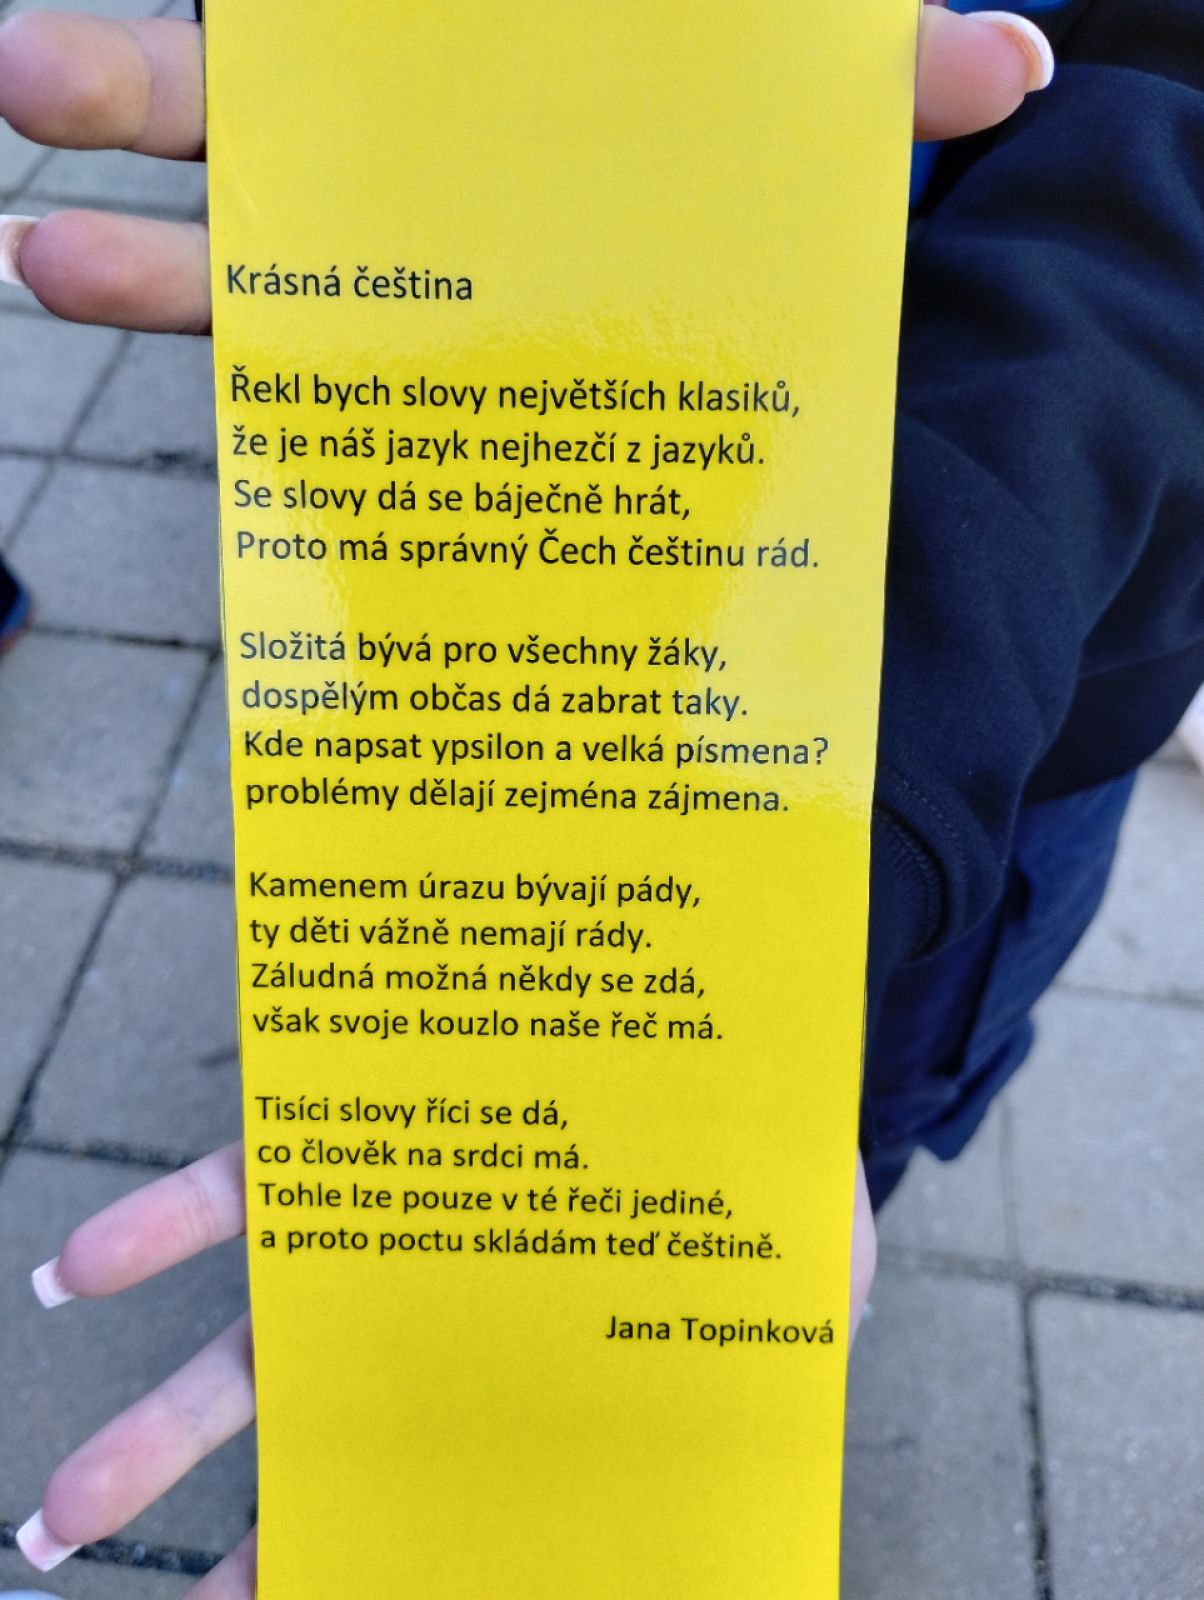 Krásná čeština
Řekl bych slovy největších klasiků,
že je náš jazyk nejhezčí z jazyků.
Se slovy dá se báječně hrát,
Proto má správný Čech češtinu rád.
Složitá bývá pro všechny žáky,
dospělým občas dá zabrat taky.
Kde napsat ypsilon a velká písmena?
problémy dělají zejména zájmena.
Kamenem úrazu bývají pády,
ty děti vážně nemají rády.
Záludná možná někdy se zdá,
však svoje kouzlo naše řeč má.
Tisíci slovy říci se dá,
co člověk na srdci má.
Tohle lze pouze v té řeči jediné,
a proto poctu skládám teď češtině.
Jana Topinková